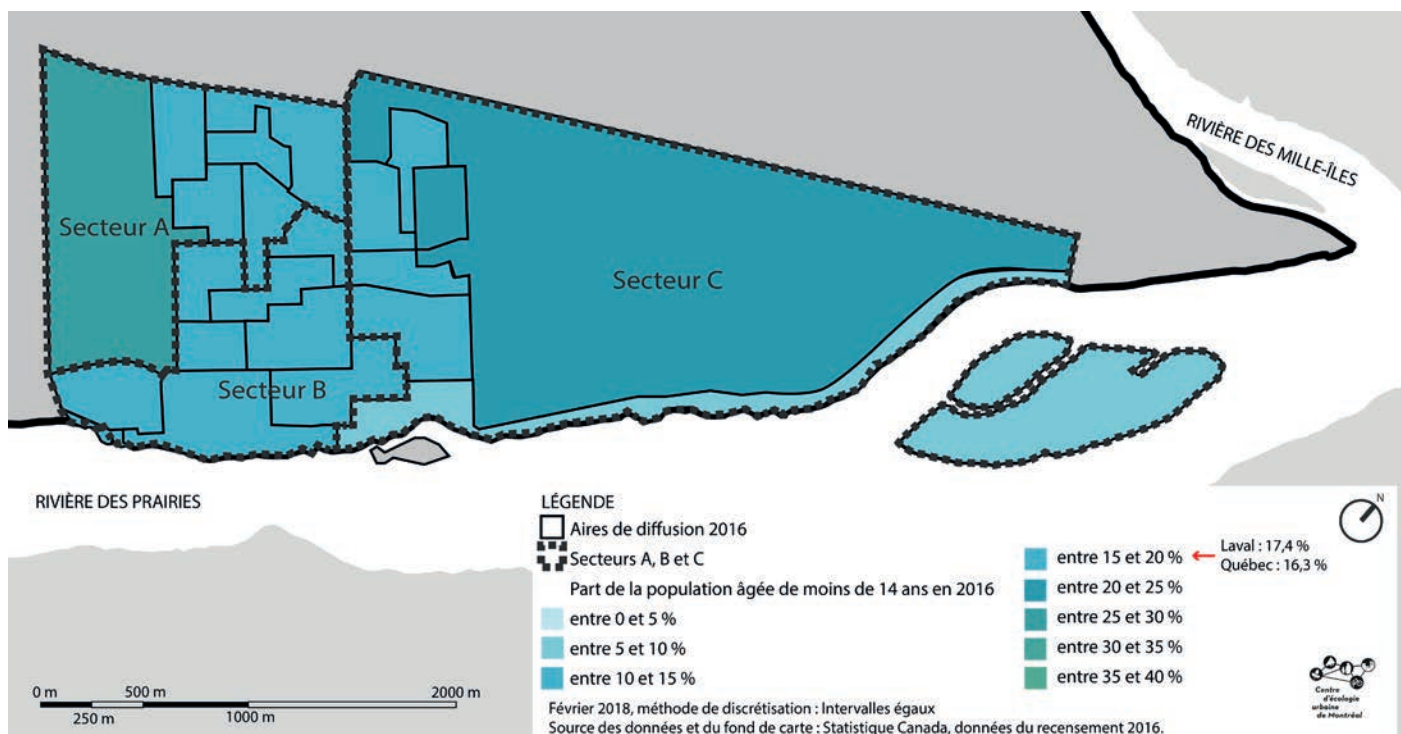 RIVIÈRE DES MILLE-ÎLES
Secteur A
Secteur C
Secteur B
RIVIÈRE DES PRAIRIES
0 m 500 m 2000 m
250 m 1000 m
LÉGENDE
Aires de diffusion 2016
Secteurs A, B et C
Part de la population âgée de moins de 14 ans en 2016
entre 0 et 5 %
entre 5 et 10 %
entre 10 et 15 %
entre 15 et 20 %
entre 20 et 25 %
entre 25 et 30 %
entre 30 et 35 %
entre 35 et 40 %
Laval : 17,4 %
Québec : 16,3 %
N
Février 2018, méthode de discrétisation : Intervalles égaux
Source des données et du fond de carte : Statistique Canada, données du recensement 2016.
Centre
d'écologie
urbaine
de Montréal